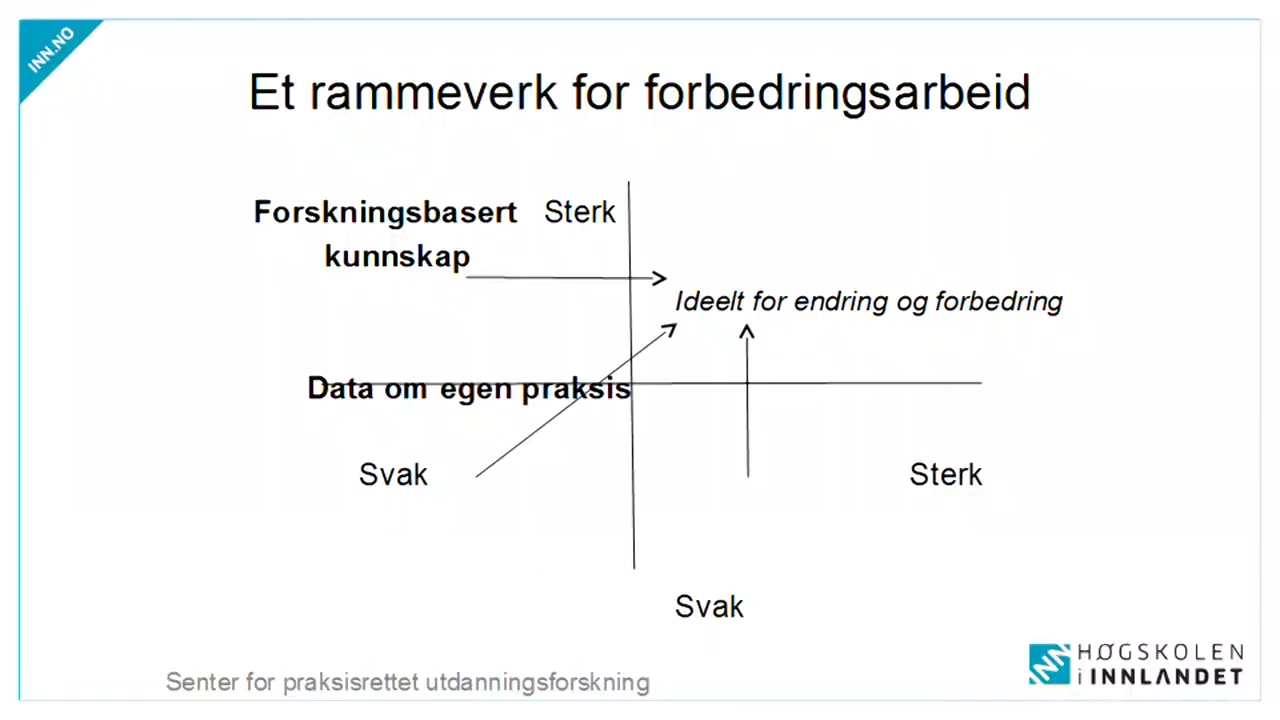 INN.NO
Et rammeverk for forbedringsarbeid
Forskningsbasert Sterk
kunnskap
Ideelt for endring og forbedring
Data om egen praksis
Svak Sterk
Svak
Senter for praksisrettet utdanningsforskning
HØGSKOLEN
i INNLANDET